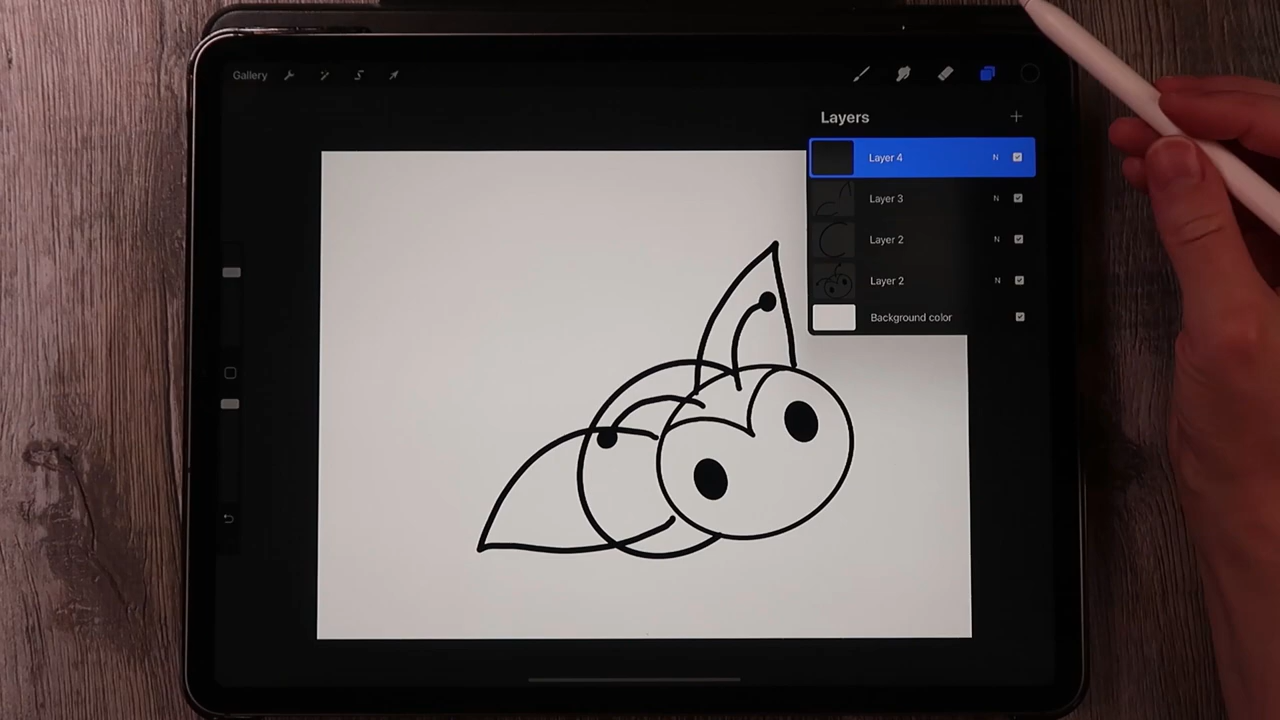 Gallery
Layers
Layer 4 N
Layer 3 N
Layer 2 N
Layer 2 N
Background color